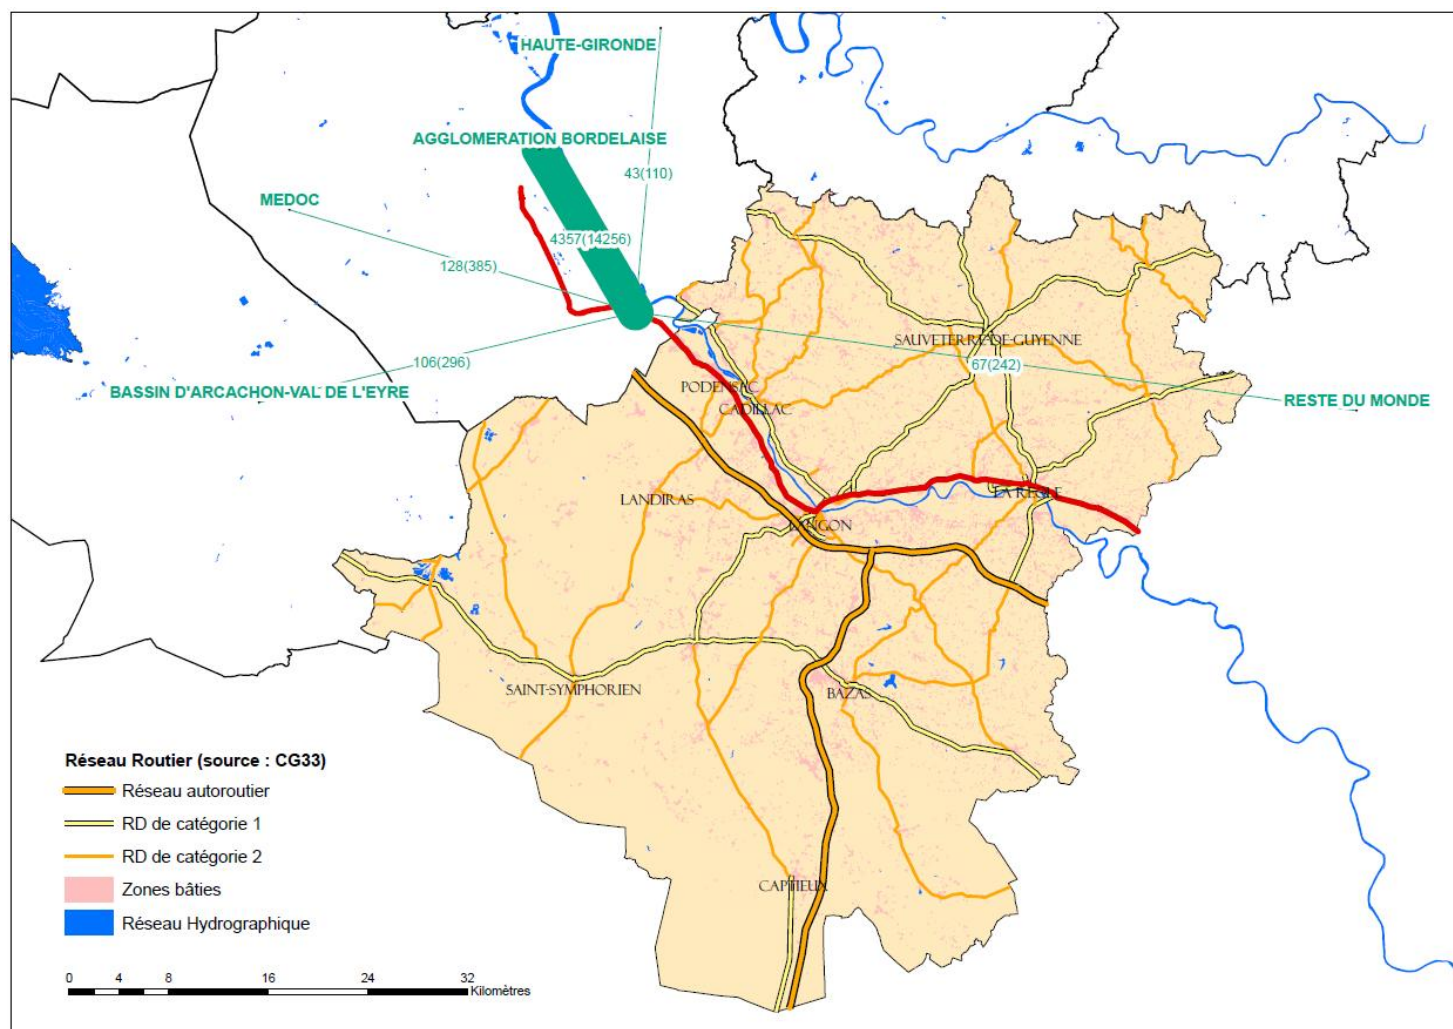 HAUTE-GIRONDE
AGGLOMERATION BORDELAISE
43(110)
MEDOC
4357(14256)
128(385)
SAUVETERRE-DE-GUYENNE
106(296)
67(242)
PODENSAC
BASSIN D'ARCACHON-VAL DE L'EYRE
CADILLAC
RESTE DU MONDE
LANDIRAS
LA REOLE
LANGON
SAINT-SYMPHORIEN
BAZAS
Réseau Routier (source : CG33)
Réseau autoroutier
RD de catégorie 1
RD de catégorie 2
Zones bâties
CAPTIEUX
Réseau Hydrographique
0 4 8 16 24 32
Kilomètres